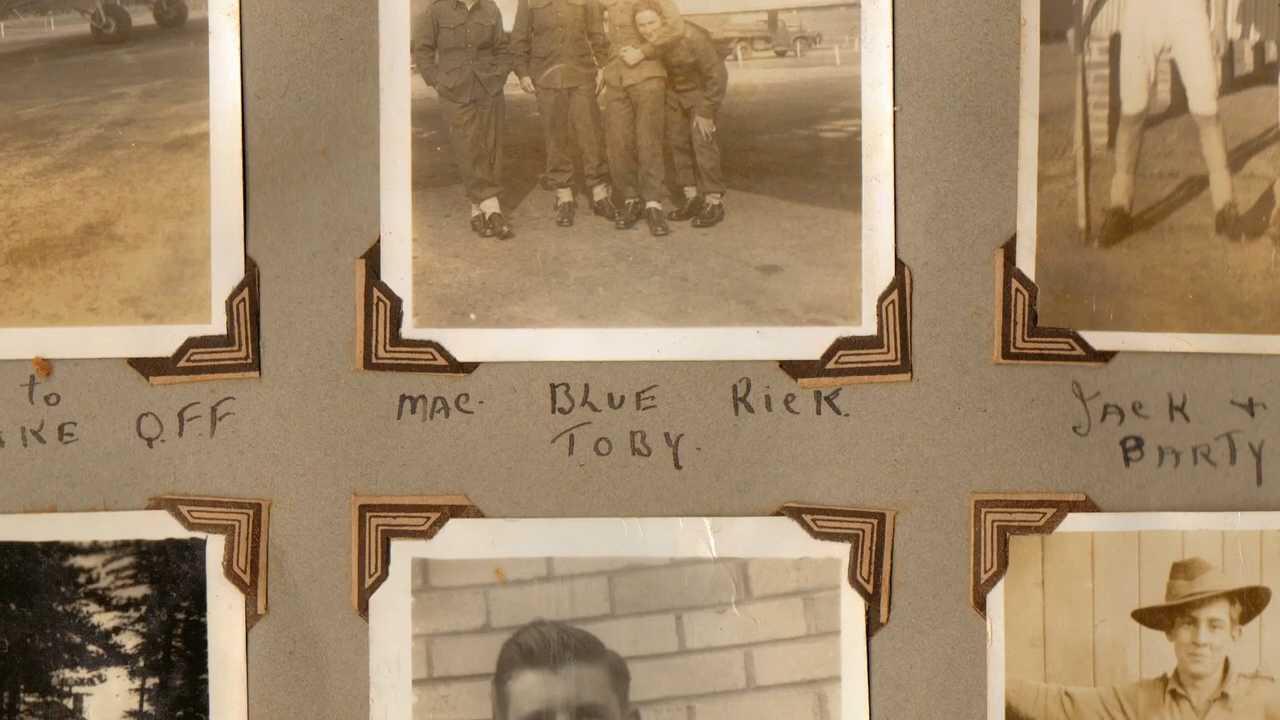 to
AKE OFF
MAC. BLUE RICK.
TOBY.
JACK +
BARTY